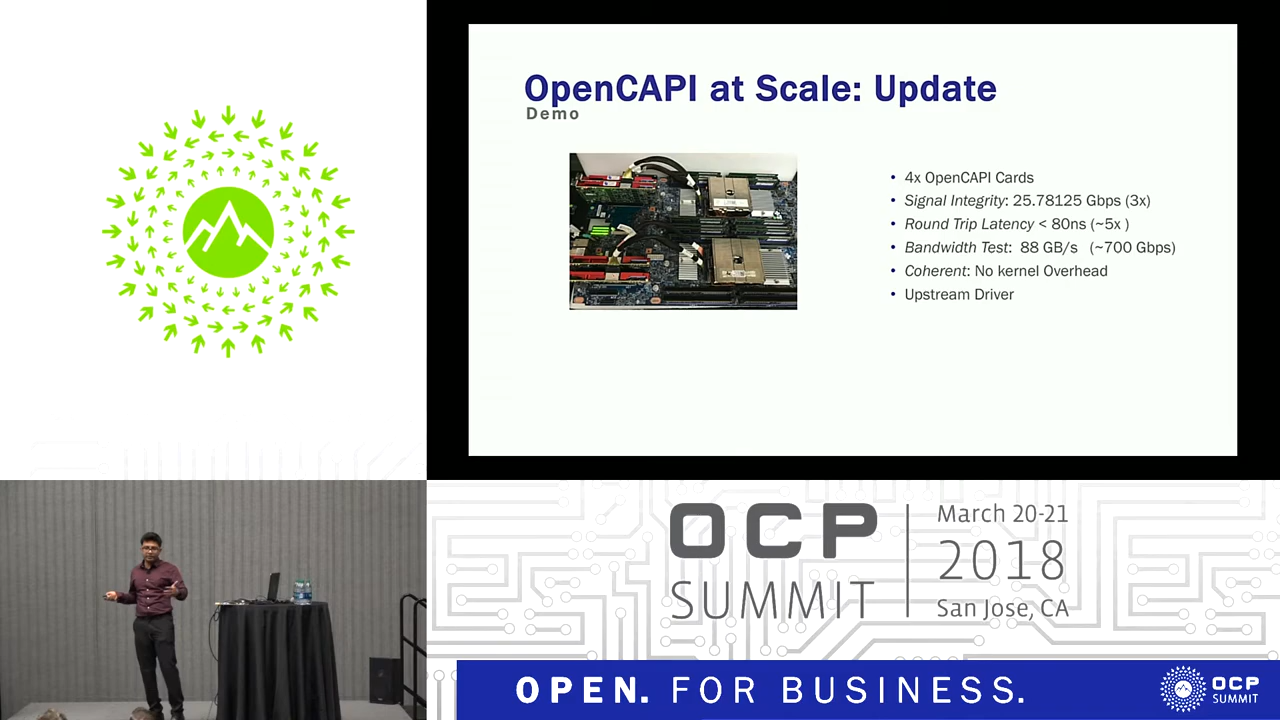 OpenCAPI at Scale: Update
Demo
• 4x OpenCAPI Cards
• Signal Integrity: 25.78125 Gbps (3x)
• Round Trip Latency < 80ns (~5x )
• Bandwidth Test: 88 GB/s (~700 Gbps)
• Coherent: No kernel Overhead
• Upstream Driver
OCP
SUMMIT
March 20-21
2018
San Jose, CA
OPEN. FOR BUSINESS.
OCP
SUMMIT